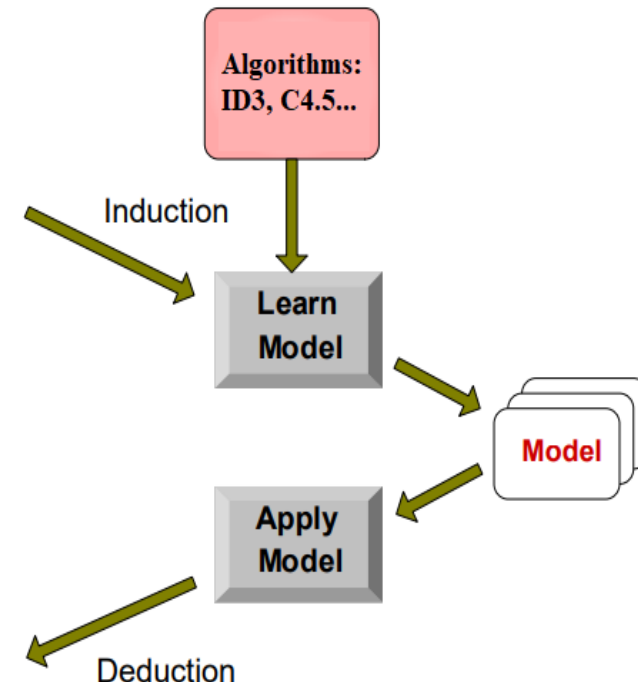 Algorithms:
ID3, C4.5...
Induction
Learn
Model
Model
Apply
Model
Deduction